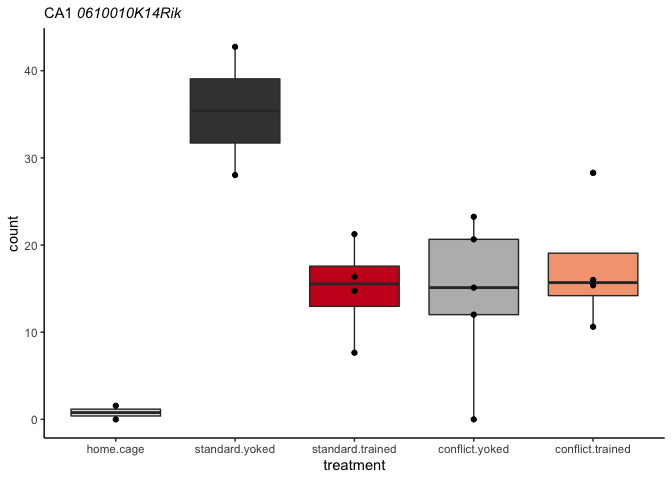 CA1 0610010K14Rik
count
40
30
20
10
0
home.cage
standard.yoked
standard.trained
conflict.yoked
conflict.trained
treatment